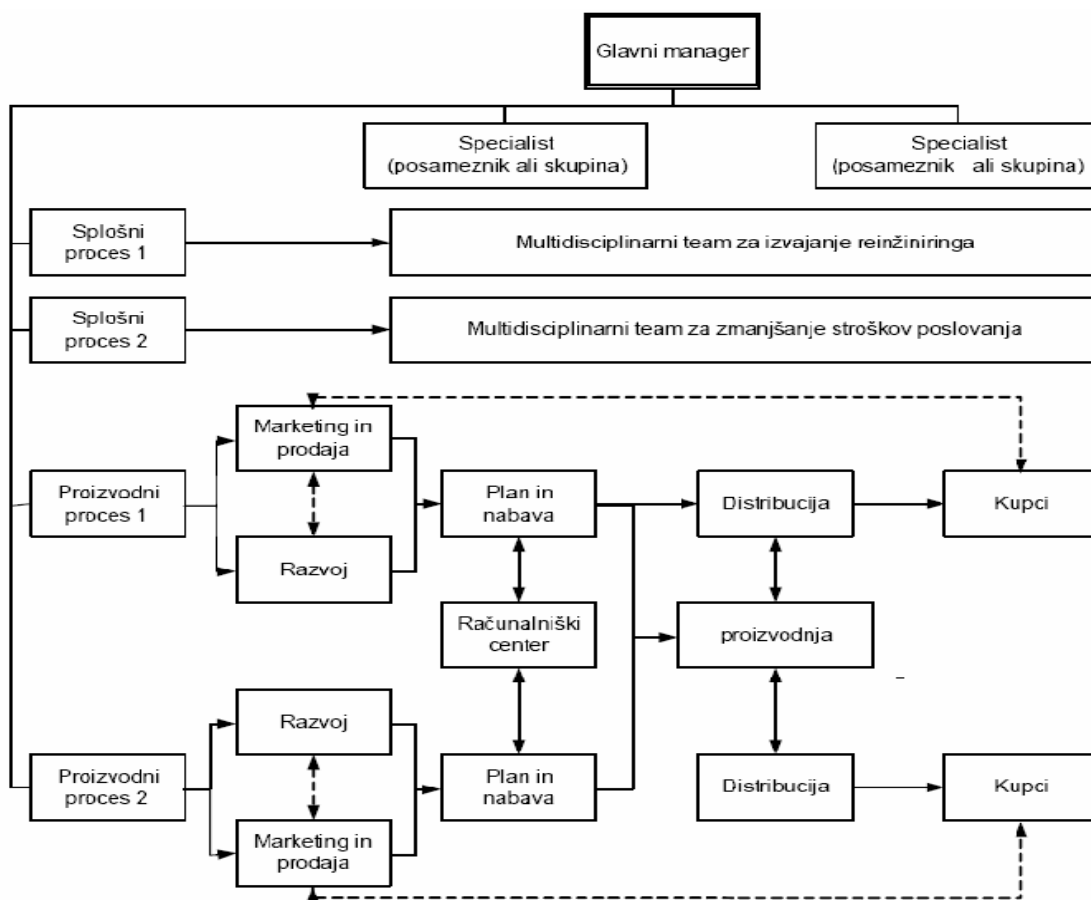 Glavni manager
Specialist
(posameznik ali skupina)
Specialist
(posameznik ali skupina)
Splošni
proces 1
Multidisciplinarni team za izvajanje reinžiniringa
Splošni
proces 2
Multidisciplinarni team za zmanjšanje stroškov poslovanja
Marketing in
prodaja
Proizvodni
proces 1
Plan in
nabava
Distribucija
Kupci
Razvoj
Računalniški
center
proizvodnja
Razvoj
Proizvodni
proces 2
Plan in
nabava
Distribucija
Kupci
Marketing in
prodaja